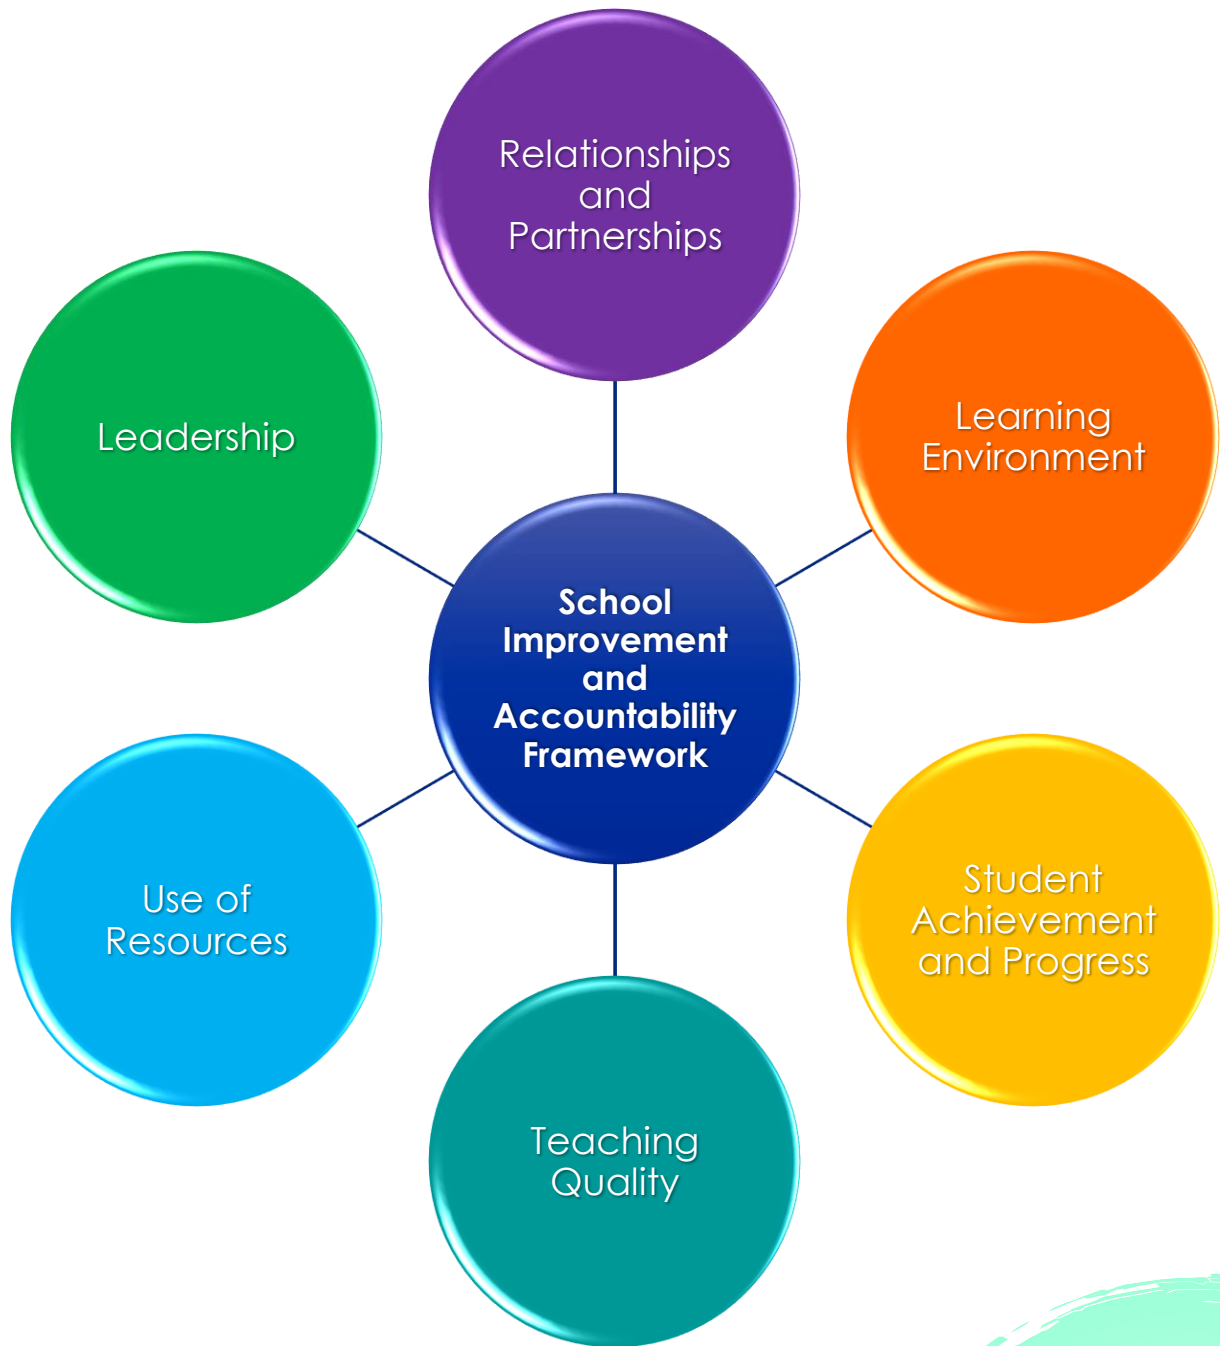 Relationships
and
Partnerships
Learning
Environment
Leadership
School
Improvement
and
Accountability
Framework
Student
Achievement
and Progress
Use of
Resources
Teaching
Quality